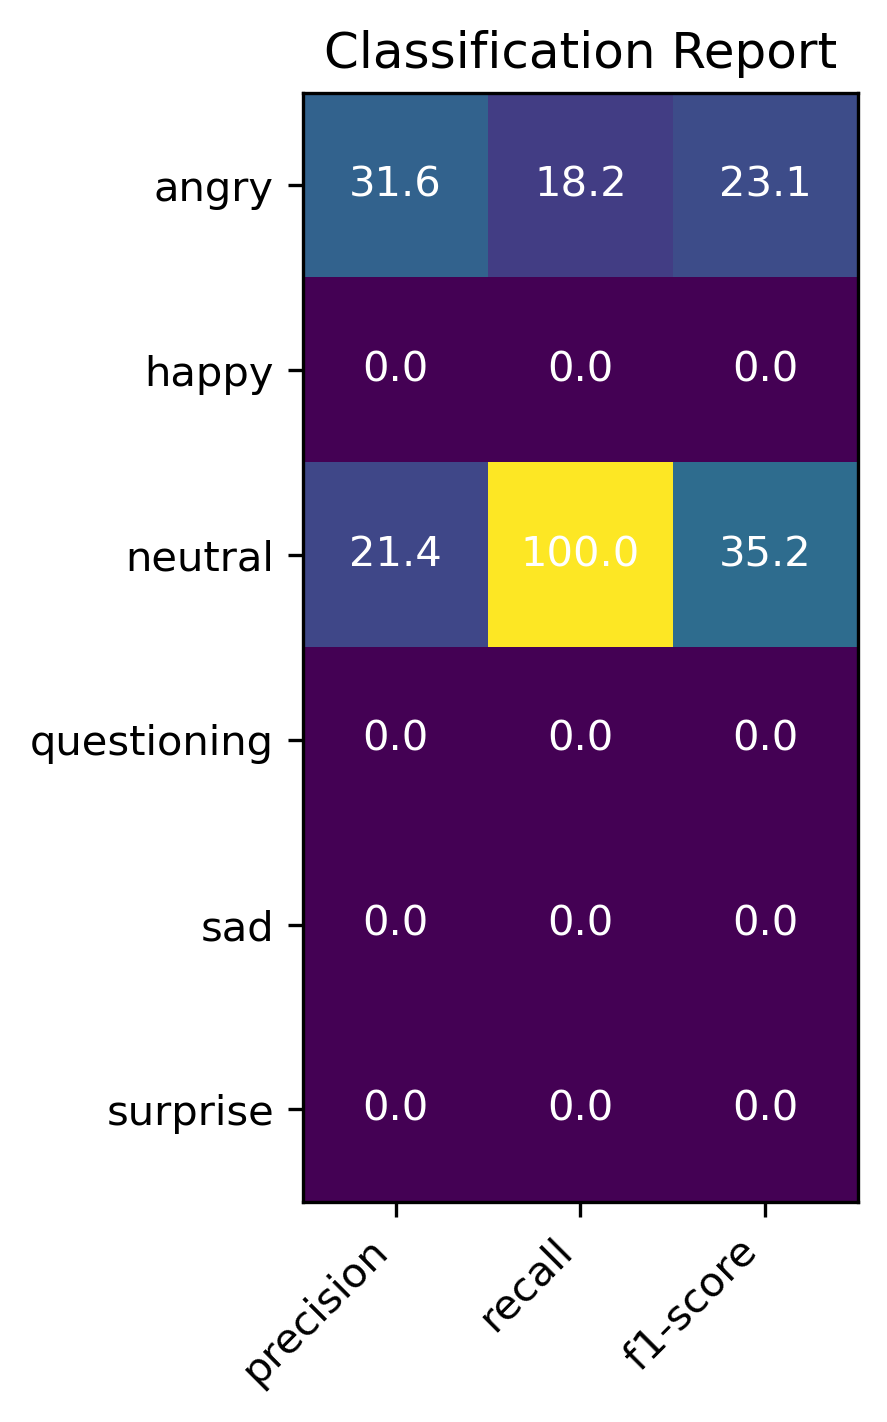 Classification Report
angry 31.6 18.2 23.1
happy 0.0 0.0 0.0
neutral 21.4 100.0 35.2
questioning 0.0 0.0 0.0
sad 0.0 0.0 0.0
surprise 0.0 0.0 0.0
precision recall f1-score